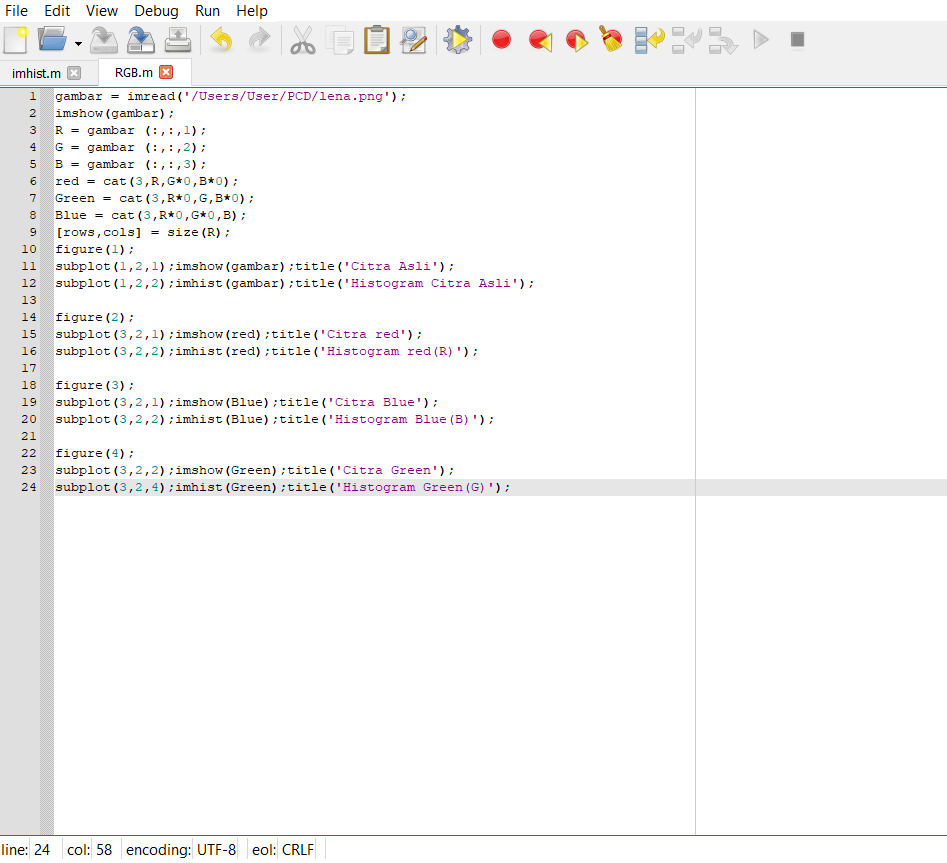 File Edit View Debug Run Help
imhist.m RGB.m
1 gambar = imread('/Users/User/PCD/lena.png');
2 imshow(gambar);
3 R = gambar (:,:,1);
4 G = gambar (:,:,2);
5 B = gambar (:,:,3);
6 red = cat(3,R,G*0,B*0);
7 Green = cat(3,R*0,G,B*0);
8 Blue = cat(3,R*0,G*0,B);
9 [rows,cols] = size(R);
10 figure(1);
11 subplot(1,2,1);imshow(gambar);title('Citra Asli');
12 subplot(1,2,2);imhist(gambar);title('Histogram Citra Asli');
13
14 figure(2);
15 subplot(3,2,1);imshow(red);title('Citra red');
16 subplot(3,2,2);imhist(red);title('Histogram red(R)');
17
18 figure(3);
19 subplot(3,2,1);imshow(Blue);title('Citra Blue');
20 subplot(3,2,2);imhist(Blue);title('Histogram Blue(B)');
21
22 figure(4);
23 subplot(3,2,2);imshow(Green);title('Citra Green');
24 subplot(3,2,4);imhist(Green);title('Histogram Green(G)');
line: 24 col: 58 encoding: UTF-8 eol: CRLF